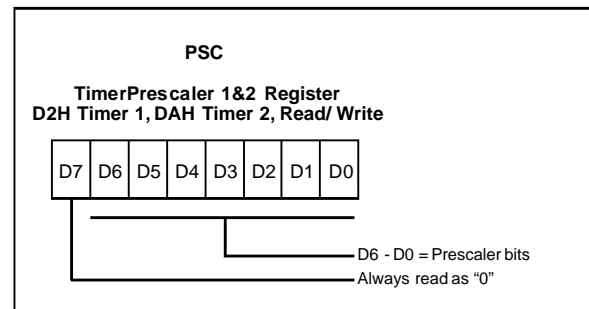 PSC
TimerPrescaler 1&2 Register
D2H Timer 1, DAH Timer 2, Read/ Write
D7 D6 D5 D4 D3 D2 D1 D0
D6 - D0 = Prescaler bits
Always read as “0”